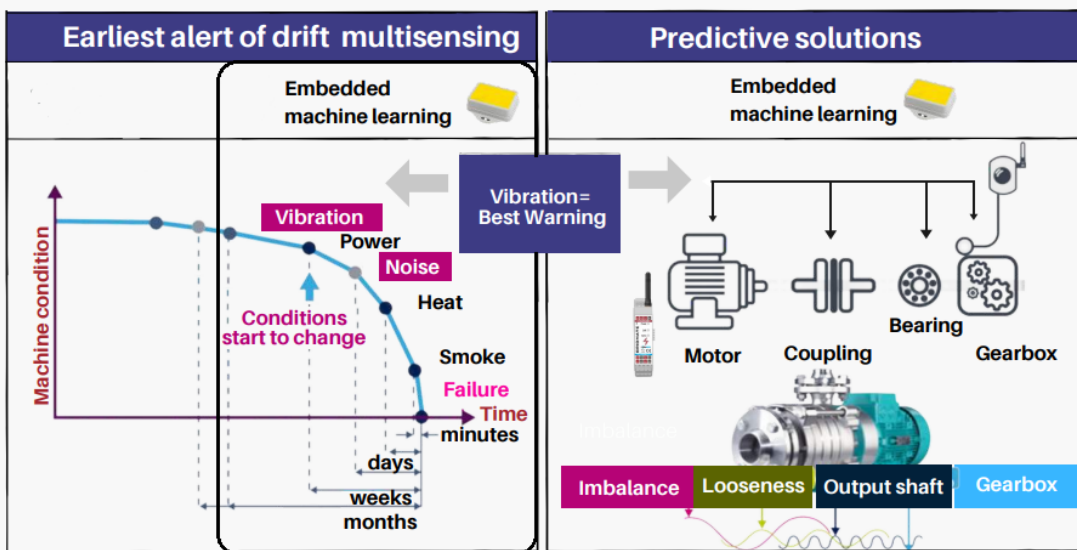 Earliest alert of drift multisensing
Predictive solutions
Embedded
machine learning
Embedded
machine learning
Vibration=
Best Warning
Machine condition
Vibration
Power
Noise
Heat
Conditions
start to change
Smoke
Failure
Time
minutes
days
weeks
months
Motor
Coupling
Bearing
Gearbox
Imbalance
Imbalance
Looseness
Output shaft
Gearbox